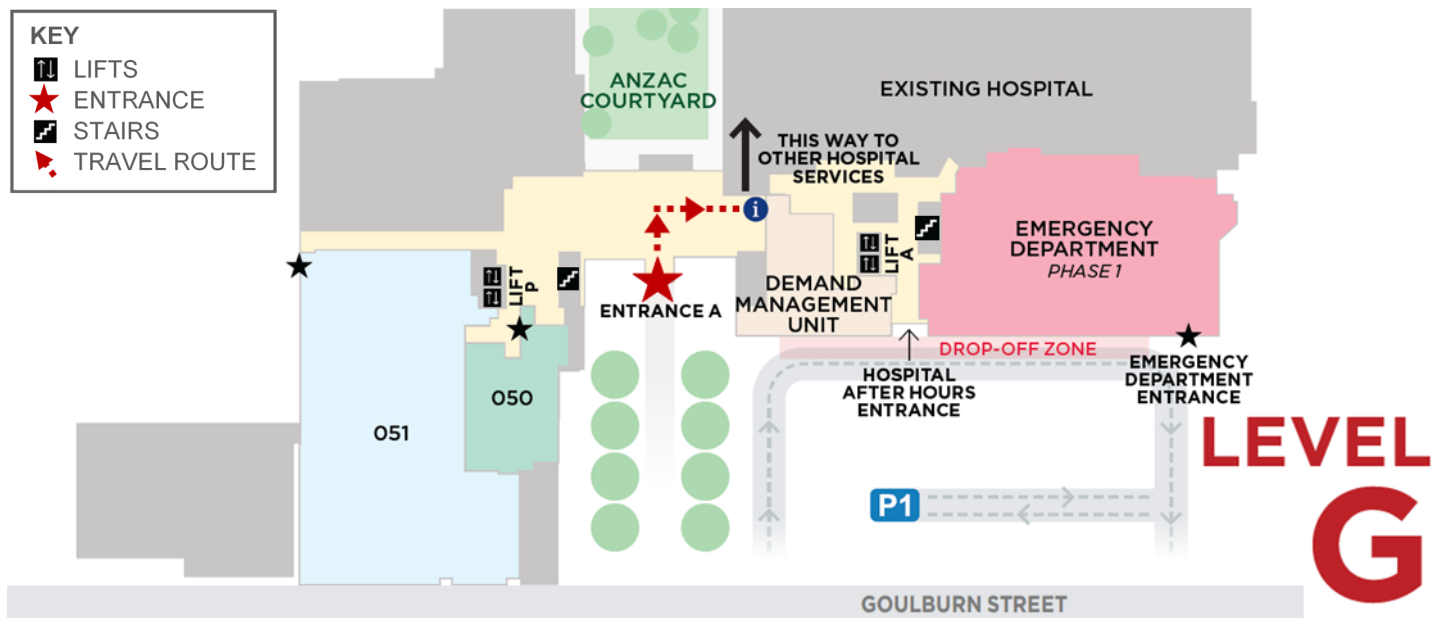 KEY
LIFTS
ENTRANCE
STAIRS
TRAVEL ROUTE
ANZAC
COURTYARD
EXISTING HOSPITAL
THIS WAY TO
OTHER HOSPITAL
SERVICES
i
EMERGENCY
DEPARTMENT
PHASE 1
LIFT
P
LIFT
A
ENTRANCE A
DEMAND
MANAGEMENT
UNIT
DROP-OFF ZONE
HOSPITAL
AFTER HOURS
ENTRANCE
EMERGENCY
DEPARTMENT
ENTRANCE
050
051
LEVEL
G
P1
GOULBURN STREET